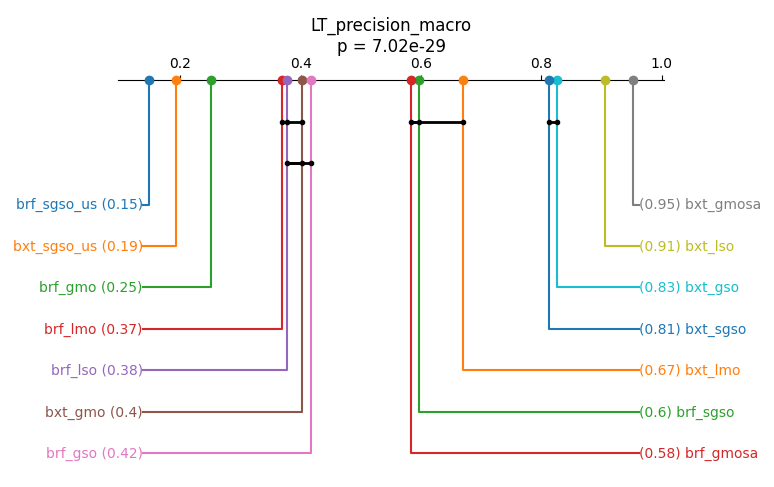 LT_precision_macro
p = 7.02e-29
0.2 0.4 0.6 0.8 1.0
brf_sgso_us (0.15) (0.95) bxt_gmosa
bxt_sgso_us (0.19) (0.91) bxt_lso
brf_gmo (0.25) (0.83) bxt_gso
brf_lmo (0.37) (0.81) bxt_sgso
brf_lso (0.38) (0.67) bxt_lmo
bxt_gmo (0.4) (0.6) brf_sgso
brf_gso (0.42) (0.58) brf_gmosa